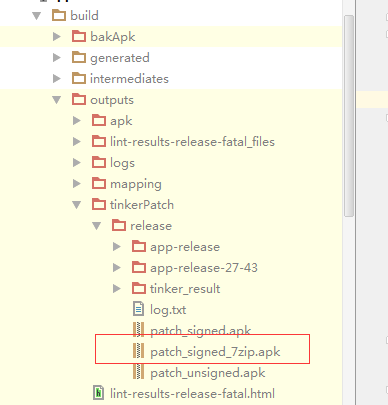 build
bakApk
generated
intermediates
outputs
apk
lint-results-release-fatal_files
logs
mapping
tinkerPatch
release
app-release
app-release-27-43
tinker_result
log.txt
patch_signed.apk
patch_signed_7zip.apk
patch_unsigned.apk
lint-results-release-fatal.html